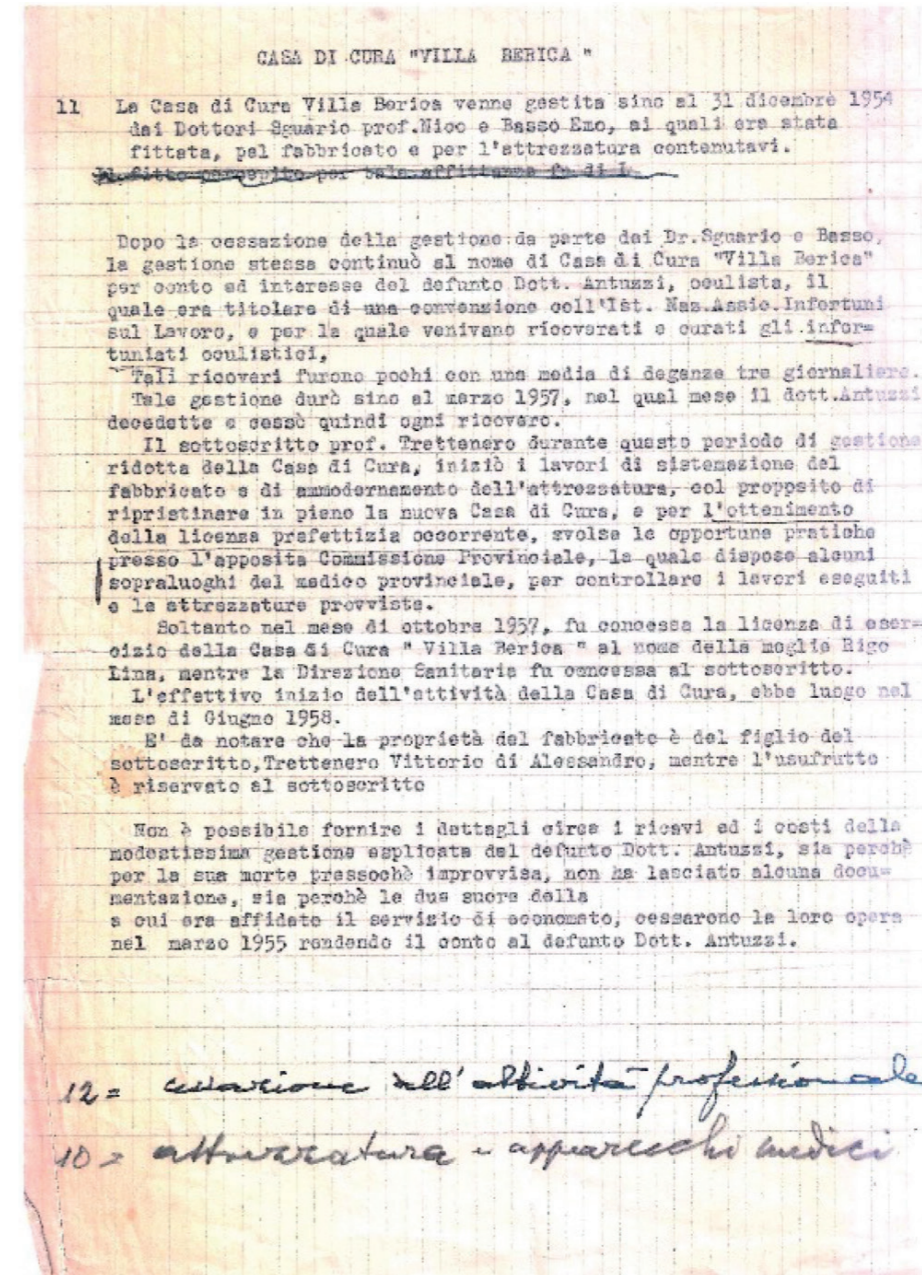 CASA DI CURA "VILLA BERICA "
11 La Casa di Cura Villa Berica venne gestita sino al 31 dicembre 1954
dai Dottori Sguario prof.Nico e Basso Emo, ai quali era stata
fittata, pel fabbricato e per l'attrezzatura contenutavi.
Il fitto percepito per tale affittanza fu di L.
Dopo la cessazione della gestione da parte dei Dr.Sguario e Basso,
la gestione stessa continuò al nome di Casa di Cura "Villa Berica"
per conto ed interesse del defunto Dott. Antuzzi, oculista, il
quale era titolare di una convenzione coll'Ist. Naz.Assic.Infortuni
sul Lavoro, e per la quale venivano ricoverati e curati gli infor=
tuniati oculistici,
Tali ricoveri furono pochi con una media di degenze tre giornaliere.
Tale gestione durò sino al marzo 1957, nel qual mese il dott.Antuzzi
decedette e cessò quindi ogni ricovero.
Il sottoscritto prof. Trettenero durante questo periodo di gestione
ridotta della Casa di Cura, iniziò i lavori di sistemazione del
fabbricato e di ammodernamento dell'attrezzatura, col propposito di
ripristinare in pieno la nuova Casa di Cura, e per l'ottenimento
della licenza prefettizia occorrente, svolse le opportune pratiche
presso l'apposita Commissione Provinciale, la quale dispose alcuni
sopraluoghi del medico provinciale, per controllare i lavori eseguiti
e le attrezzature provviste.
Soltanto nel mese di ottobre 1957, fu concessa la licenza di eser=
cizio della Casa di Cura " Villa Berica " al nome della moglie Rigo
Lina, mentre la Direzione Sanitaria fu concessa al sottoscritto.
L'effettivo inizio dell'attività della Casa di Cura, ebbe luogo nel
mese di Giugno 1958.
E' da notare che la proprietà del fabbricato è del figlio del
sottoscritto,Trettenero Vittorio di Alessandro, mentre l'usufrutto
è riservato al sottoscritto
Non è possibile fornire i dettagli circa i ricavi ed i costi della
modestissima gestione esplicata dal defunto Dott. Antuzzi, sia perchè
per la sua morte pressochè improvvisa, non ha lasciato alcuna docu=
mentazione, sia perchè le due suore della
a cui era affidato il servizio di economato, cessarono la loro opera
nel marzo 1955 rendendo il conto al defunto Dott. Antuzzi.
12 = all'attività professionale
10 = attrezzatura e apparecchi medici